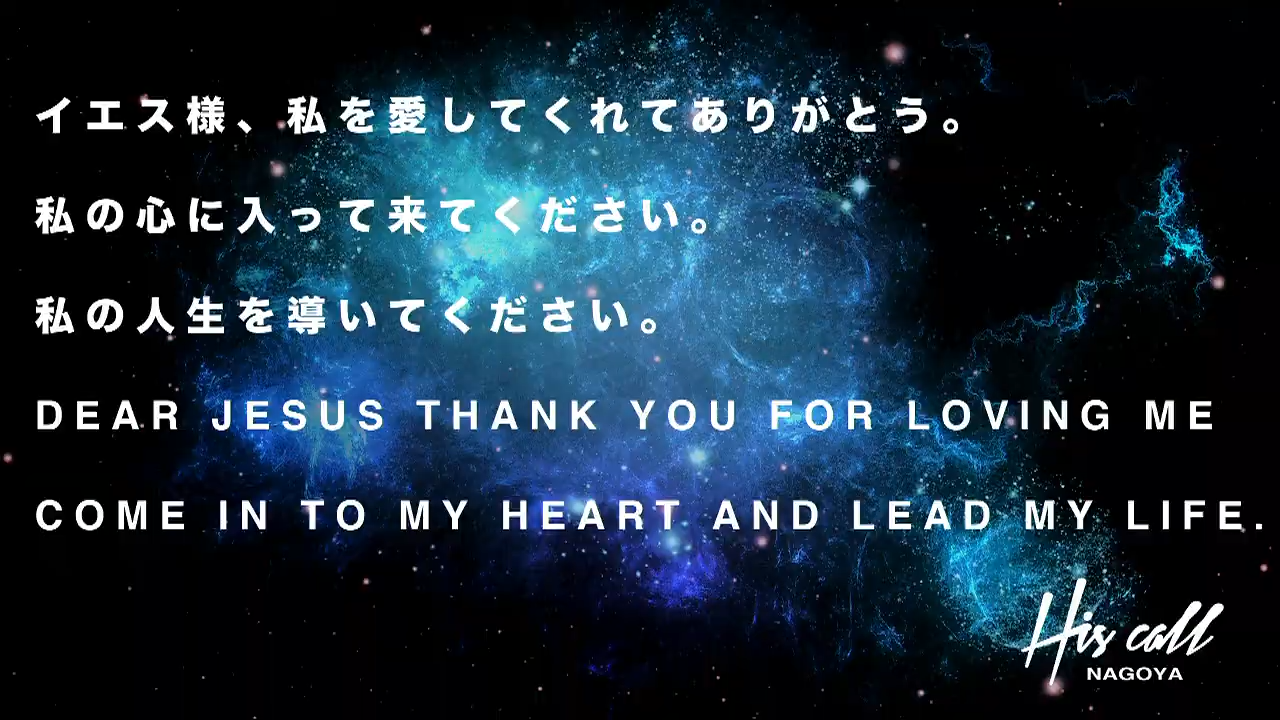 イエス様、私を愛してくれてありがとう。
私の心に入って来てください。
私の人生を導いてください。
DEAR JESUS THANK YOU FOR LOVING ME
COME IN TO MY HEART AND LEAD MY LIFE.
His call
NAGOYA